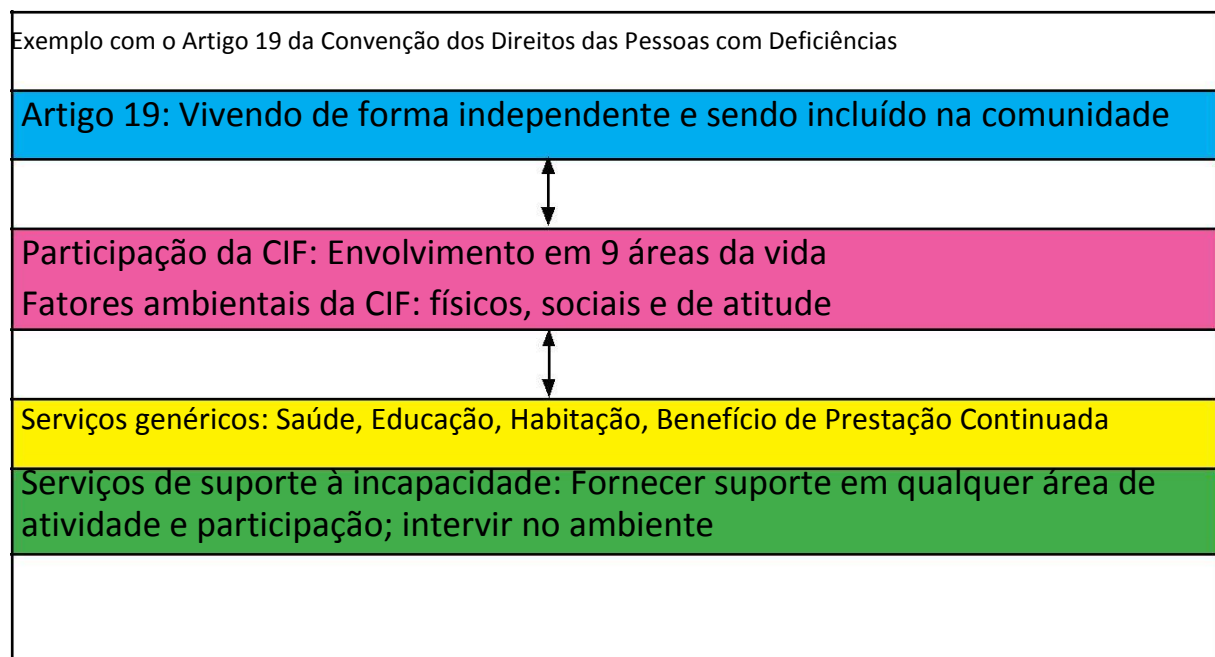 Exemplo com o Artigo 19 da Convenção dos Direitos das Pessoas com Deficiências
Artigo 19: Vivendo de forma independente e sendo incluído na comunidade
Participação da CIF: Envolvimento em 9 áreas da vida
Fatores ambientais da CIF: físicos, sociais e de atitude
Serviços genéricos: Saúde, Educação, Habitação, Benefício de Prestação Continuada
Serviços de suporte à incapacidade: Fornecer suporte em qualquer área de
atividade e participação; intervir no ambiente